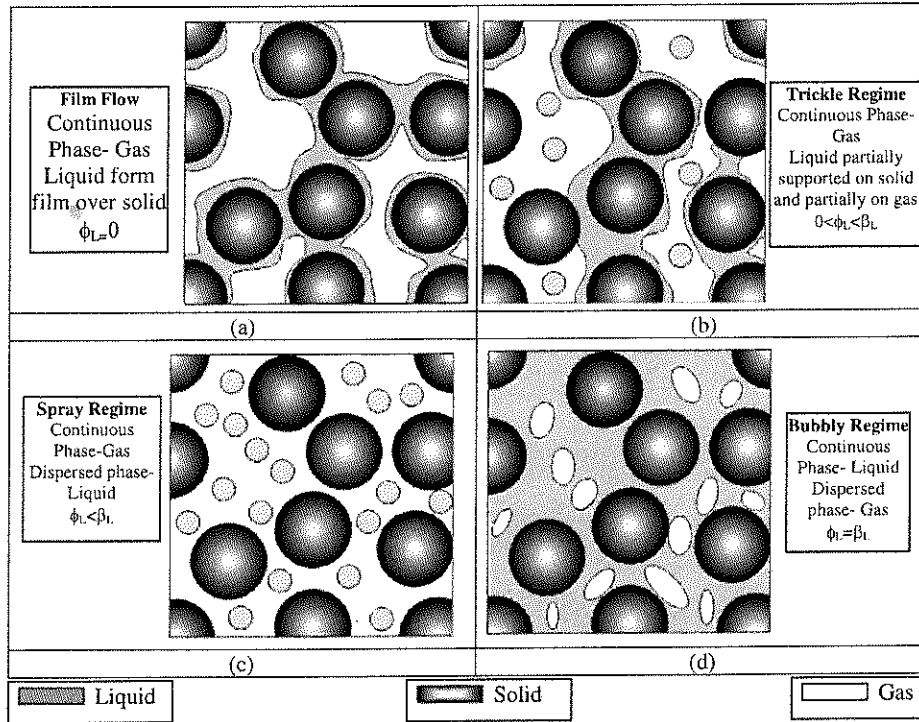 Film Flow
Continuous
Phase- Gas
Liquid form
film over solid
ϕL=0
Trickle Regime
Continuous Phase-
Gas
Liquid partially
supported on solid
and partially on gas
0<ϕL<βL
(a)
(b)
Spray Regime
Continuous
Phase-Gas
Dispersed phase-
Liquid
ϕL<βL
Bubbly Regime
Continuous
Phase- Liquid
Dispersed
phase- Gas
ϕL=βL
(c)
(d)
Liquid
Solid
Gas